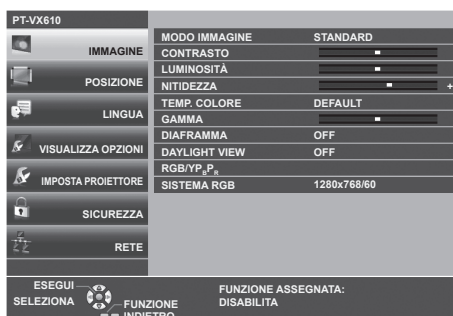 PT-VX610
IMMAGINE
POSIZIONE
LINGUA
VISUALIZZA OPZIONI
IMPOSTA PROIETTORE
SICUREZZA
RETE
MODO IMMAGINE STANDARD
CONTRASTO
LUMINOSITÀ
NITIDEZZA +
TEMP. COLORE DEFAULT
GAMMA
DIAFRAMMA OFF
DAYLIGHT VIEW OFF
RGB/YPBPR
SISTEMA RGB 1280x768/60
ESEGUI
SELEZIONA
FUNZIONE
INDIETRO
FUNZIONE ASSEGNATA:
DISABILITA